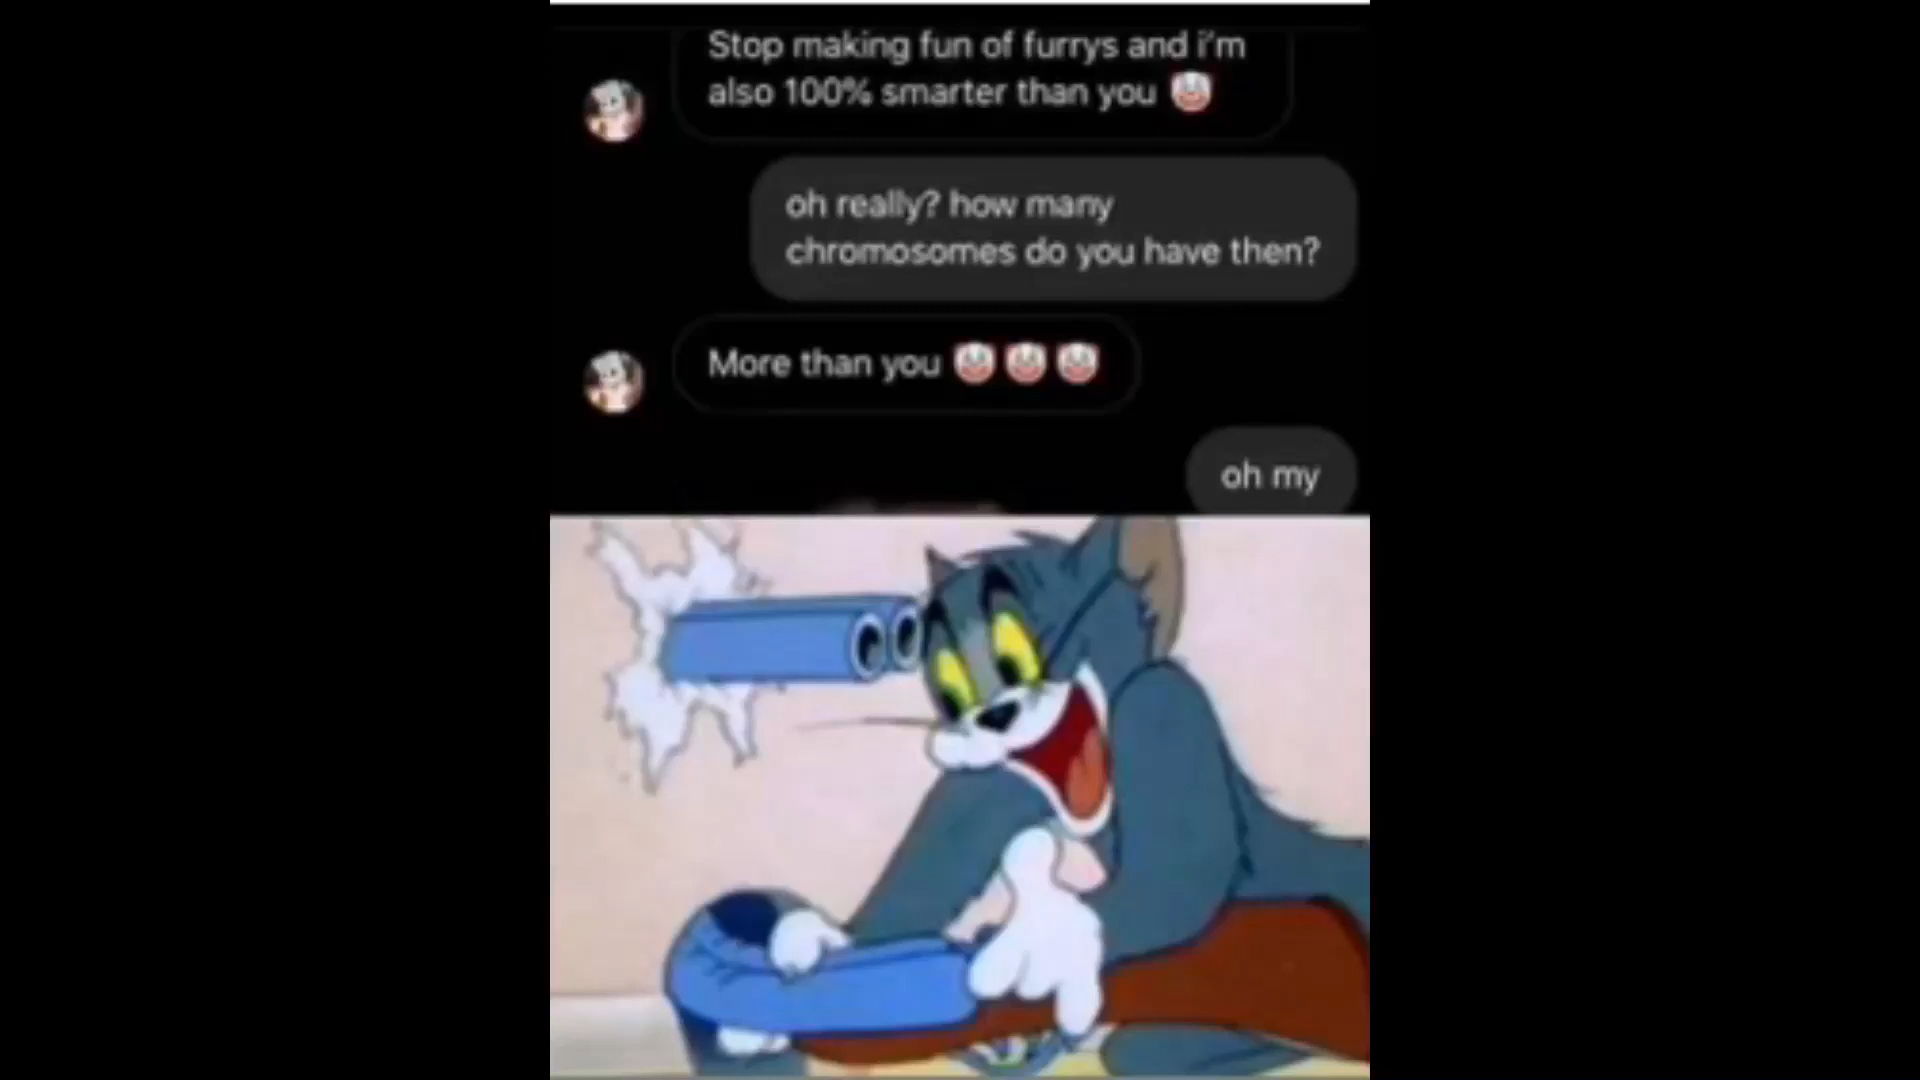 Stop making fun of furrys and i'm
also 100% smarter than you 🤡
oh really? how many
chromosomes do you have then?
More than you 🤡🤡🤡
oh my